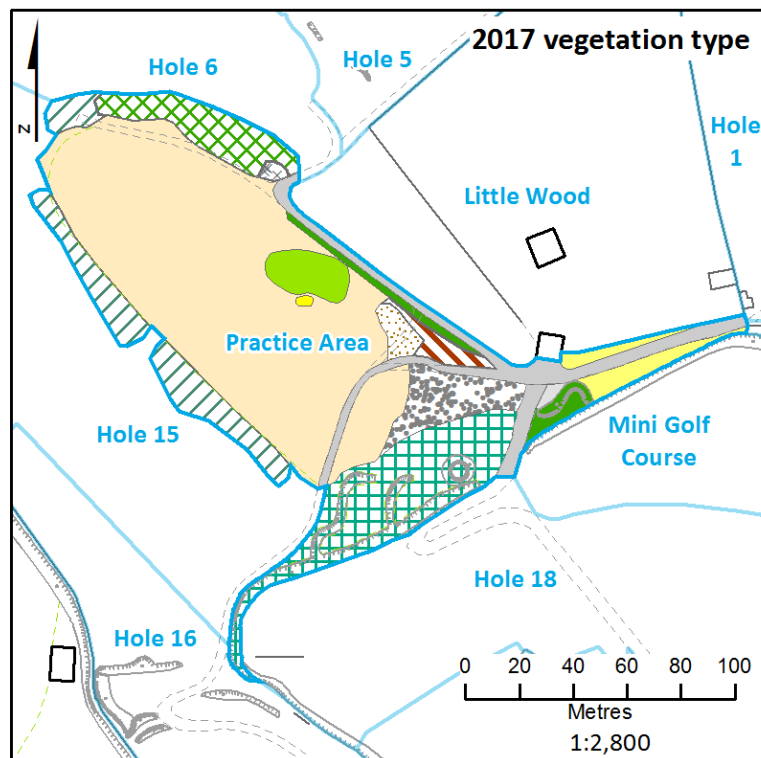 2017 vegetation type
Hole 6
Hole 5
Hole
1
N
Little Wood
Practice Area
Hole 15
Mini Golf
Course
Hole 18
Hole 16
0 20 40 60 80 100
Metres
1:2,800